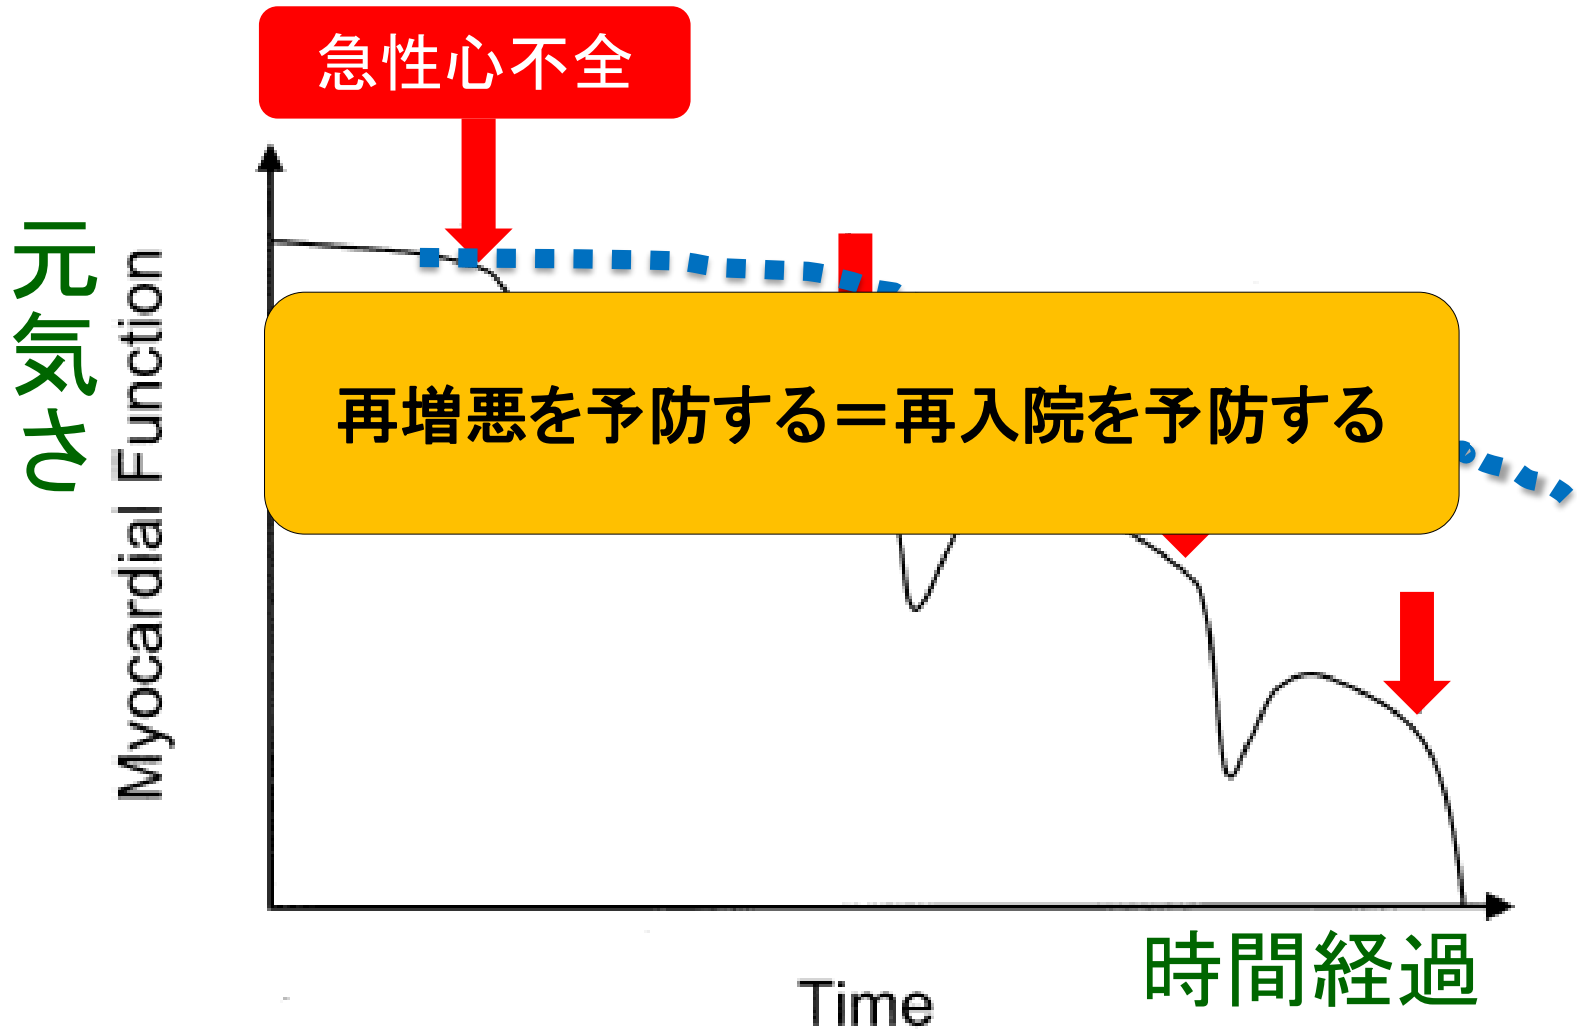 急性心不全
元気さ
Myocardial Function
再増悪を予防する＝再入院を予防する
時間経過
Time